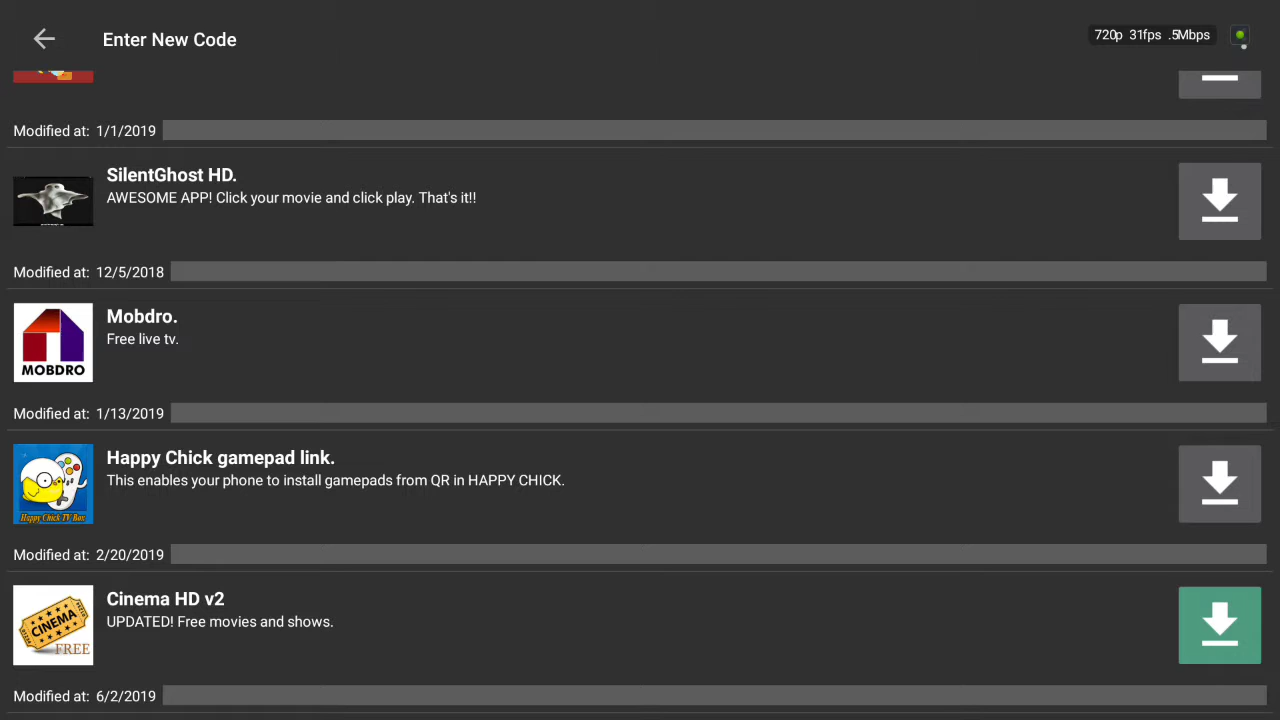 Enter New Code
720p 31fps .5Mbps
Modified at: 1/1/2019
SilentGhost HD.
AWESOME APP! Click your movie and click play. That's it!!
Modified at: 12/5/2018
Mobdro.
Free live tv.
MOBDRO
Modified at: 1/13/2019
Happy Chick gamepad link.
This enables your phone to install gamepads from QR in HAPPY CHICK.
Happy Chick TV Box
Modified at: 2/20/2019
Cinema HD v2
UPDATED! Free movies and shows.
CINEMA
FREE
Modified at: 6/2/2019